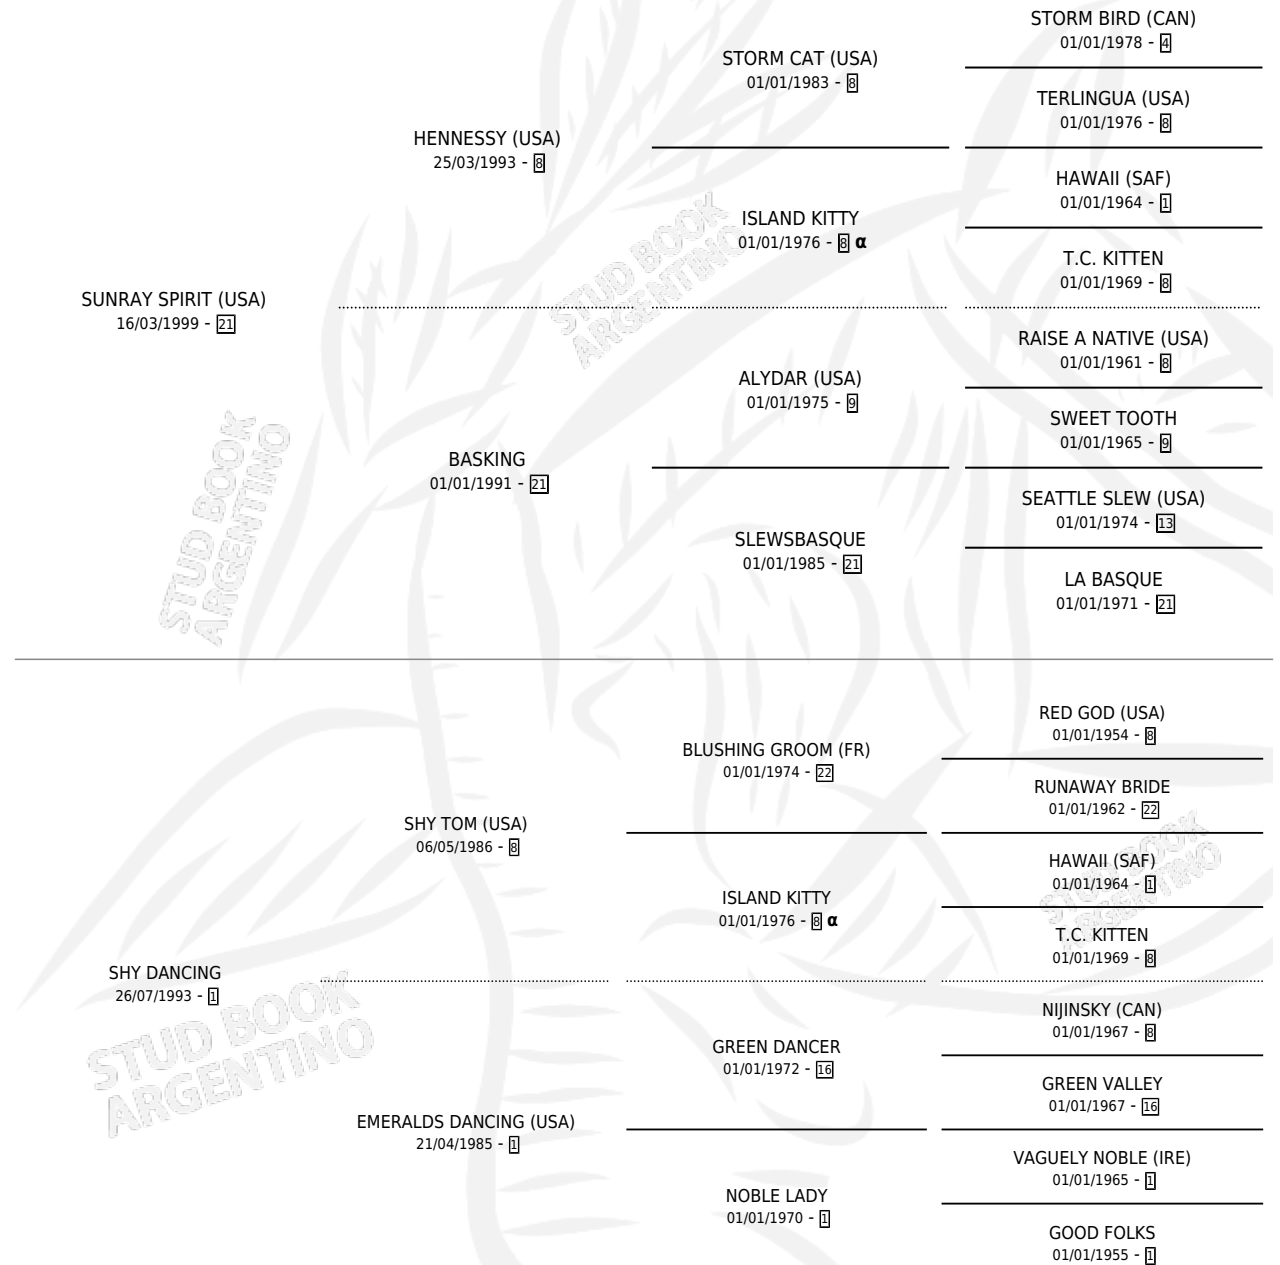 STORM BIRD (CAN)
01/01/1978 - 4
STORM CAT (USA)
01/01/1983 - 8
TERLINGUA (USA)
01/01/1976 - 8
HENNESSY (USA)
25/03/1993 - 8
HAWAII (SAF)
01/01/1964 - 1
ISLAND KITTY
01/01/1976 - 8 α
T.C. KITTEN
01/01/1969 - 8
SUNRAY SPIRIT (USA)
16/03/1999 - 21
RAISE A NATIVE (USA)
01/01/1961 - 8
ALYDAR (USA)
01/01/1975 - 9
SWEET TOOTH
01/01/1965 - 9
BASKING
01/01/1991 - 21
SEATTLE SLEW (USA)
01/01/1974 - 13
SLEWSBASQUE
01/01/1985 - 21
LA BASQUE
01/01/1971 - 21
RED GOD (USA)
01/01/1954 - 8
BLUSHING GROOM (FR)
01/01/1974 - 22
RUNAWAY BRIDE
01/01/1962 - 22
SHY TOM (USA)
06/05/1986 - 8
HAWAII (SAF)
01/01/1964 - 1
ISLAND KITTY
01/01/1976 - 8 α
T.C. KITTEN
01/01/1969 - 8
SHY DANCING
26/07/1993 - 1
NIJINSKY (CAN)
01/01/1967 - 8
GREEN DANCER
01/01/1972 - 16
GREEN VALLEY
01/01/1967 - 16
EMERALDS DANCING (USA)
21/04/1985 - 1
VAGUELY NOBLE (IRE)
01/01/1965 - 1
NOBLE LADY
01/01/1970 - 1
GOOD FOLKS
01/01/1955 - 1
STUD BOOK
ARGENTINO
STUD BOOK
ARGENTINO
STUD BOOK
ARGENTINO
STUD BOOK
ARGENTINO